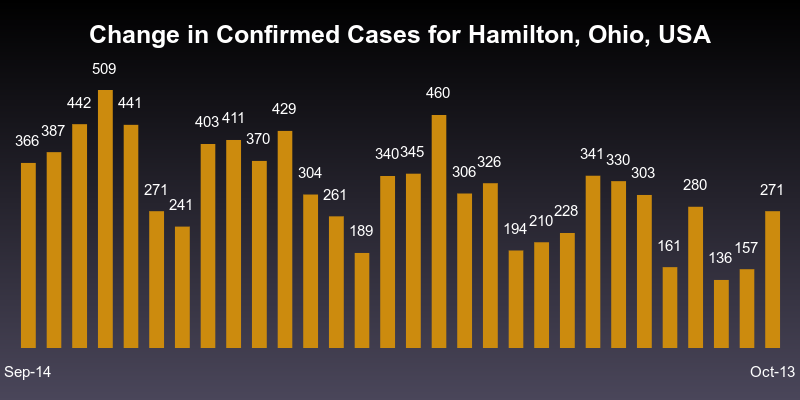 Change in Confirmed Cases for Hamilton, Ohio, USA
366 387 442 509 441 271 241 403 411 370 429 304 261 189 340 345 460 306 326 194 210 228 341 330 303 161 280 136 157 271
Sep-14 Oct-13